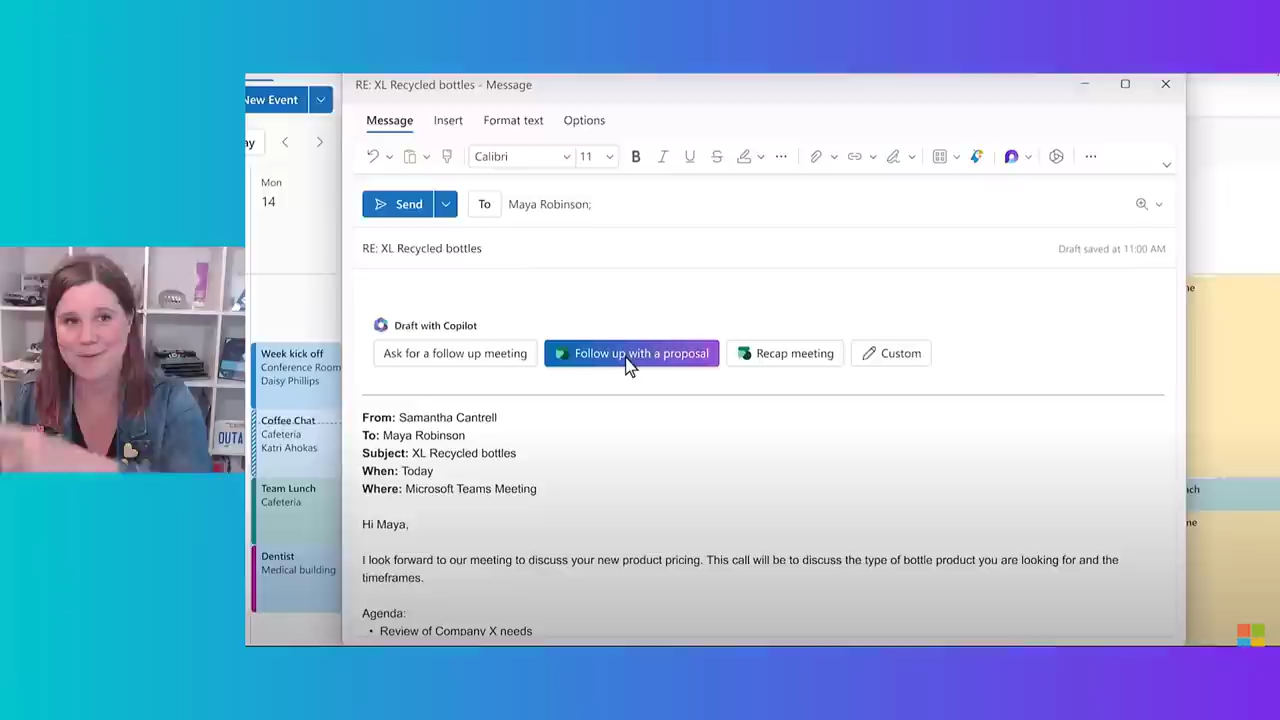 RE: XL Recycled bottles - Message
New Event
ay
Message Insert Format text Options
Calibri 11 B I U S
Mon
14
Send To Maya Robinson;
RE: XL Recycled bottles Draft saved at 11:00 AM
Draft with Copilot
Ask for a follow up meeting Follow up with a proposal Recap meeting Custom
Week kick off
Conference Room
Daisy Phillips
Coffee Chat
Cafeteria
Katri Ahokas
Team Lunch
Cafeteria
Dentist
Medical building
From: Samantha Cantrell
To: Maya Robinson
Subject: XL Recycled bottles
When: Today
Where: Microsoft Teams Meeting
Hi Maya,
I look forward to our meeting to discuss your new product pricing. This call will be to discuss the type of bottle product you are looking for and the
timeframes.
Agenda:
• Review of Company X needs
ne
ch
ne
OUTA